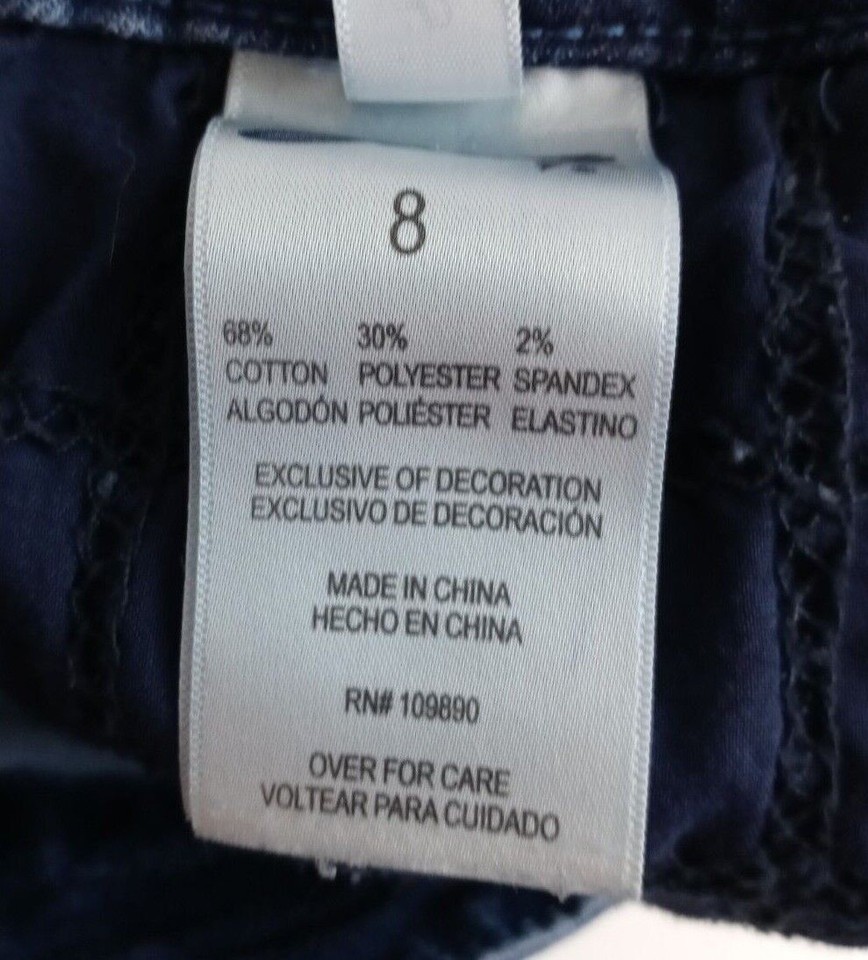 8
68% 30% 2%
COTTON POLYESTER SPANDEX
ALGODÓN POLIÉSTER ELASTINO
EXCLUSIVE OF DECORATION
EXCLUSIVO DE DECORACIÓN
MADE IN CHINA
HECHO EN CHINA
RN# 109890
OVER FOR CARE
VOLTEAR PARA CUIDADO